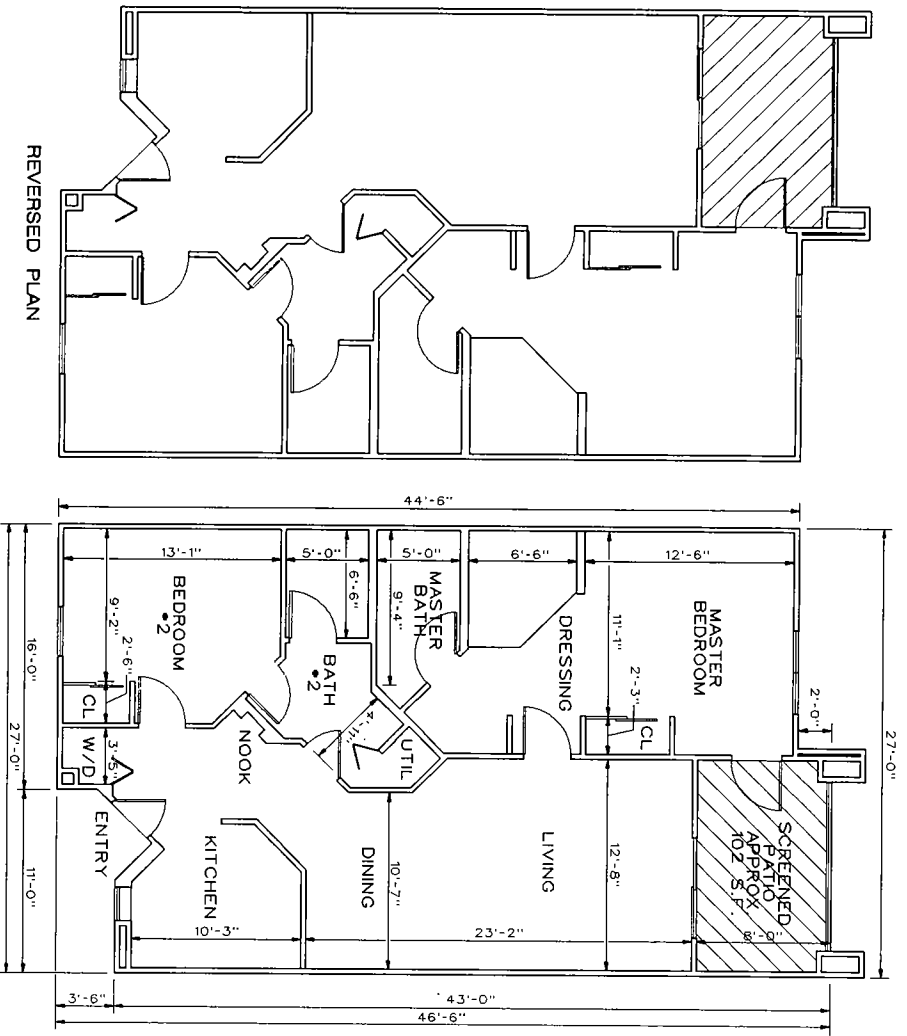 REVERSED PLAN
44'-6"
27'-0"
13'-1"
5'-0"
5'-0"
6'-6"
12'-6"
2'-0"
6'-6"
9'-4"
9'-2"
11'-1"
2'-6"
2'-3"
16'-0"
27'-0"
11'-0"
BEDROOM
#2
MASTER
BATH
DRESSING
MASTER
BEDROOM
BATH
#2
CL
CL
W/D
3'-5"
4'-11"
UTIL
NOOK
ENTRY
KITCHEN
DINING
10'-7"
LIVING
12'-8"
SCREENED
PATIO
APPROX
102 S.F.
10'-3"
23'-2"
8'-0"
3'-6"
43'-0"
46'-6"